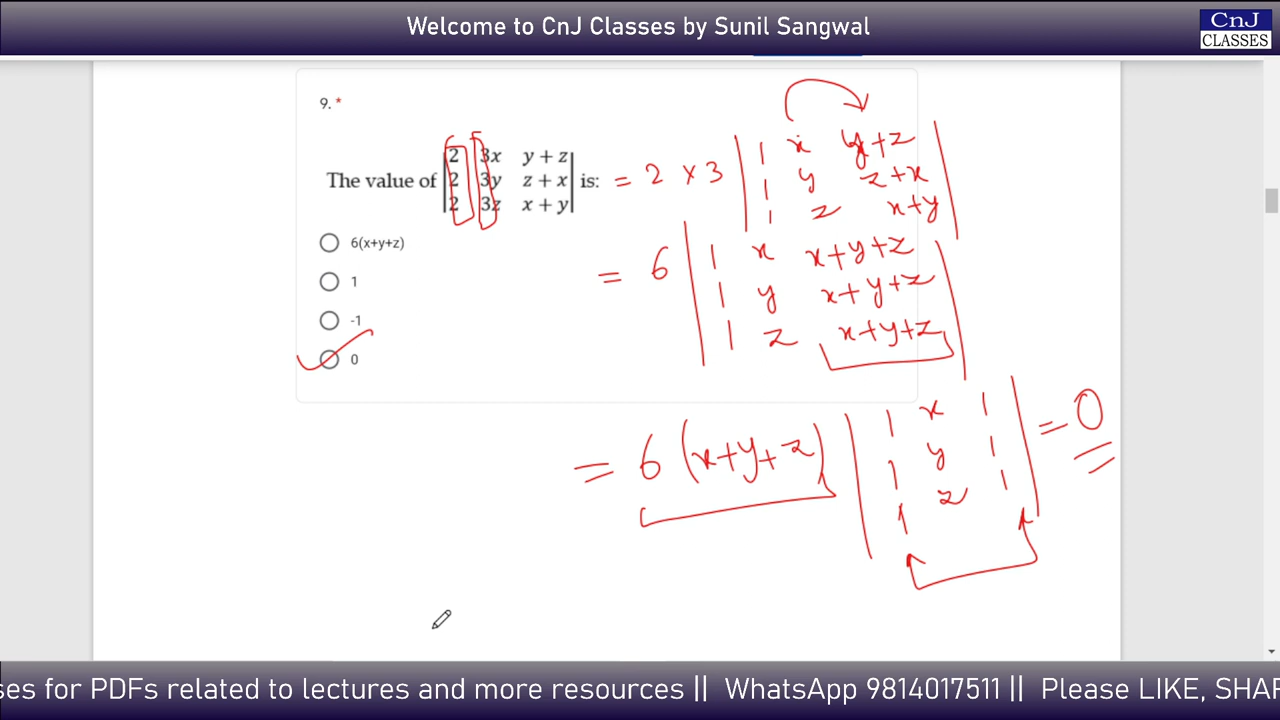 Welcome to CnJ Classes by Sunil Sangwal
CnJ
CLASSES
9. *
The value of |2 3x y + z| is: = 2 × 3 |1 x y+z|
|2 3y z + x| |1 y z+x|
|2 3z x + y| |1 z x+y|
6(x+y+z)
1
-1
0
= 6 |1 x x+y+z|
|1 y x+y+z|
|1 z x+y+z|
= 6 (x+y+z) |1 x 1| = 0
|1 y 1|
|1 z 1|
ses for PDFs related to lectures and more resources || WhatsApp 9814017511 || Please LIKE, SHA